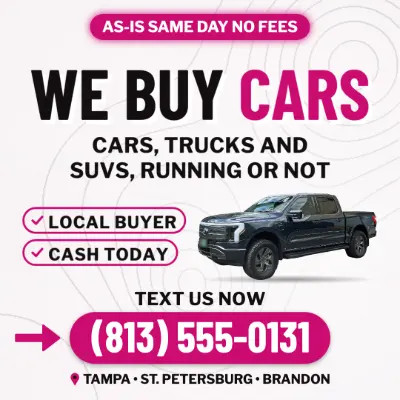 AS-IS SAME DAY NO FEES
WE BUY CARS
CARS, TRUCKS AND
SUVS, RUNNING OR NOT
LOCAL BUYER
CASH TODAY
TEXT US NOW
(813) 555-0131
TAMPA • ST. PETERSBURG • BRANDON